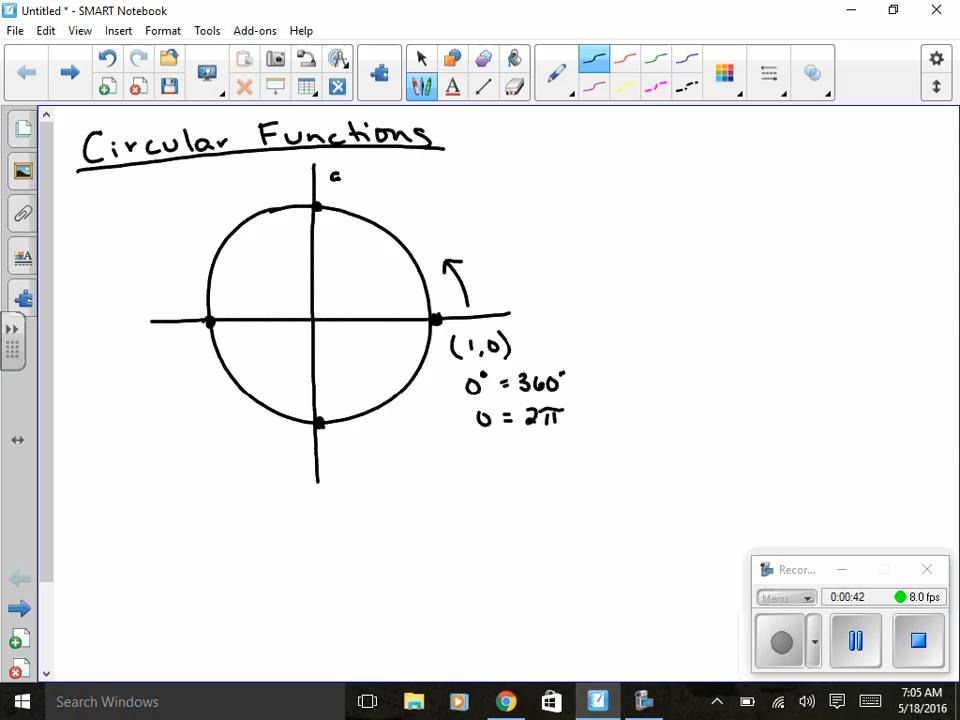 Untitled * - SMART Notebook
File Edit View Insert Format Tools Add-ons Help
Circular Functions
(1,0)
0° = 360°
0 = 2π
Recor...
Menu
0:00:42
8.0 fps
Search Windows
7:05 AM
5/18/2016